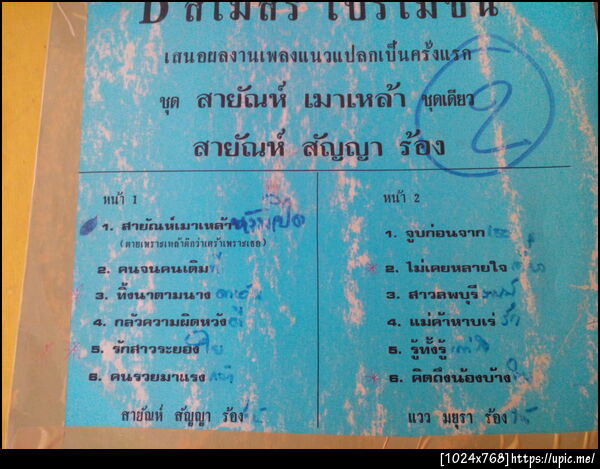 D สโมสร โปรโมชั่น
เสนอผลงานเพลงแนวแปลกเป็นครั้งแรก
ชุด สายัณห์ เมาเหล้า ชุดเดียว
2
สายัณห์ สัญญา ร้อง
หน้า 1
1. สายัณห์เมาเหล้า
(ตายเพราะเหล้าดีกว่าเศร้าเพราะเธอ)
2. คนจนคนเดิม
3. ทิ้งนาตามนาง
4. กลัวความผิดหวัง
5. รักสาวระยอง
6. คนรวยมาแรง
สายัณห์ สัญญา ร้อง
หน้า 2
1. จูบก่อนจาก
2. ไม่เคยหลายใจ
3. สาวลพบุรี
4. แม่ค้าหาบเร่
5. รู้ทั้งรู้
6. คิดถึงน้องบ้าง
แวว มยุรา ร้อง
[1024x768]https://upic.me/